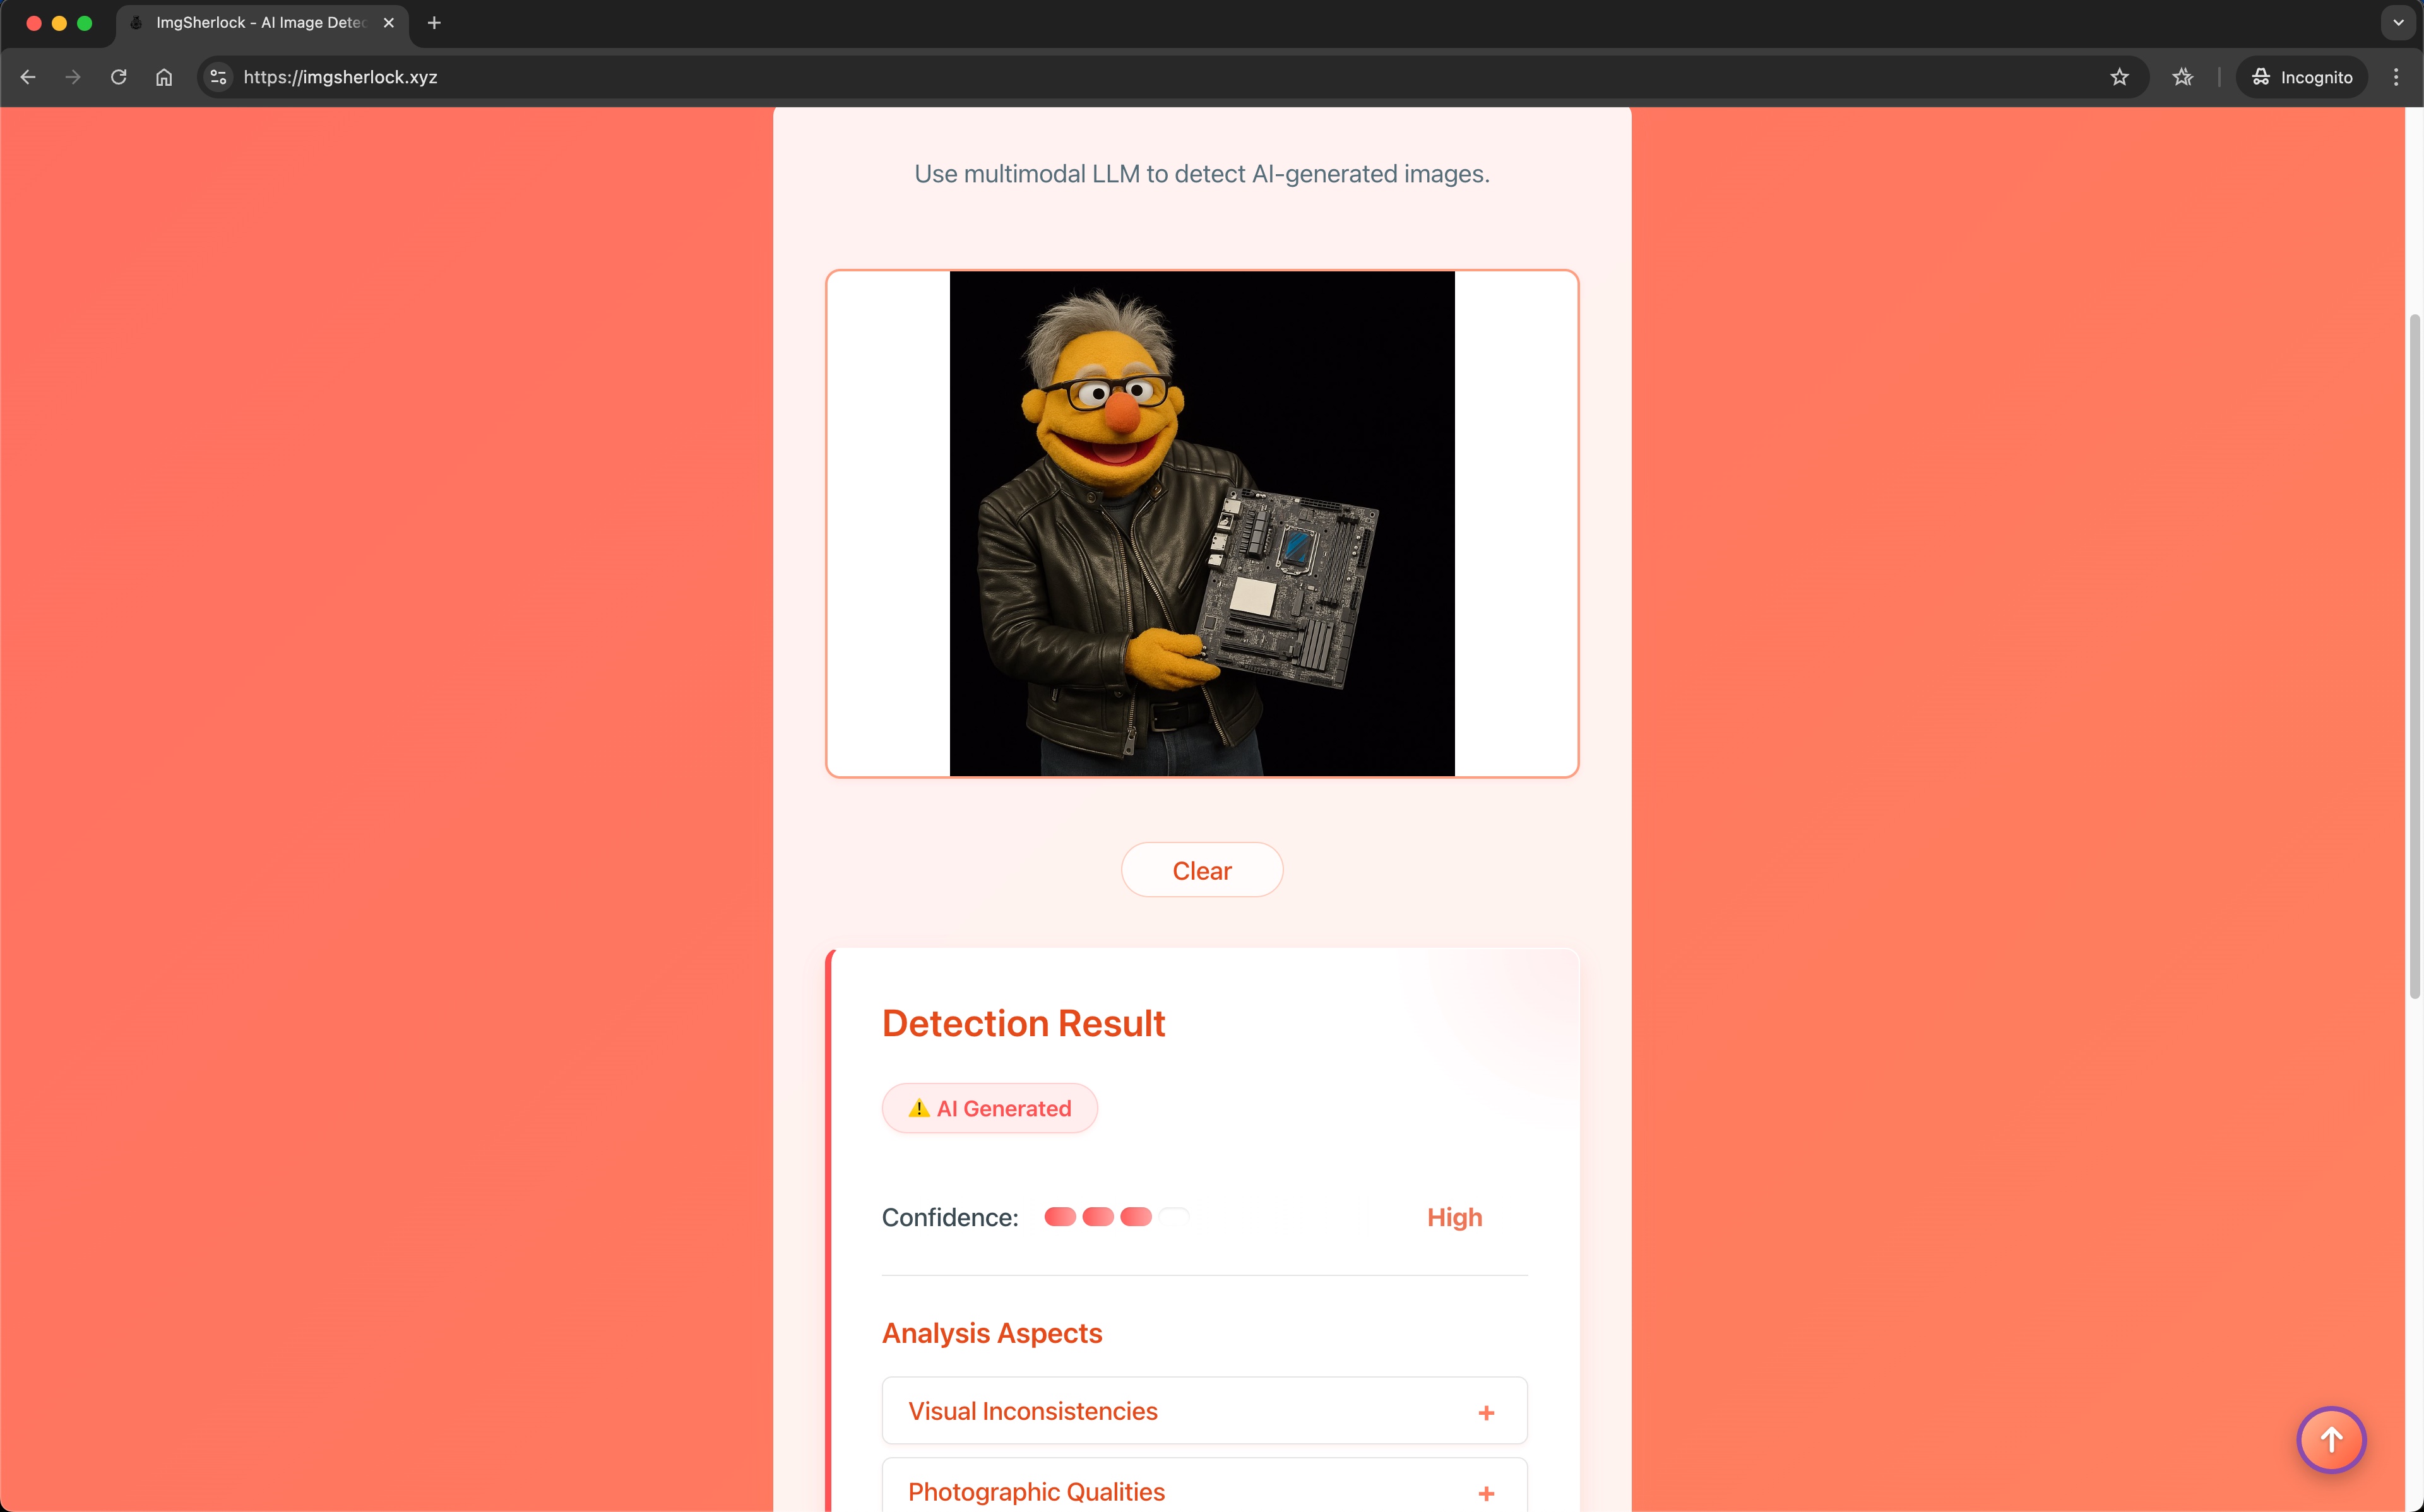 ImgSherlock - AI Image Detec
https://imgsherlock.xyz
Incognito
Use multimodal LLM to detect AI-generated images.
Clear
Detection Result
⚠️ AI Generated
Confidence:
High
Analysis Aspects
Visual Inconsistencies +
Photographic Qualities +